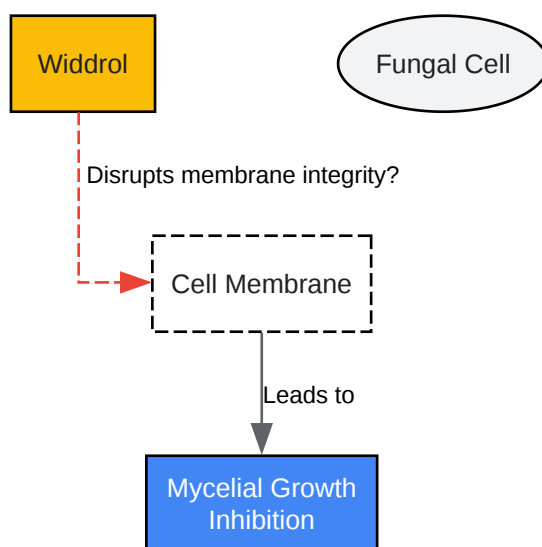 Widdrol
Fungal Cell
Disrupts membrane integrity?
Cell Membrane
Leads to
Mycelial Growth
Inhibition